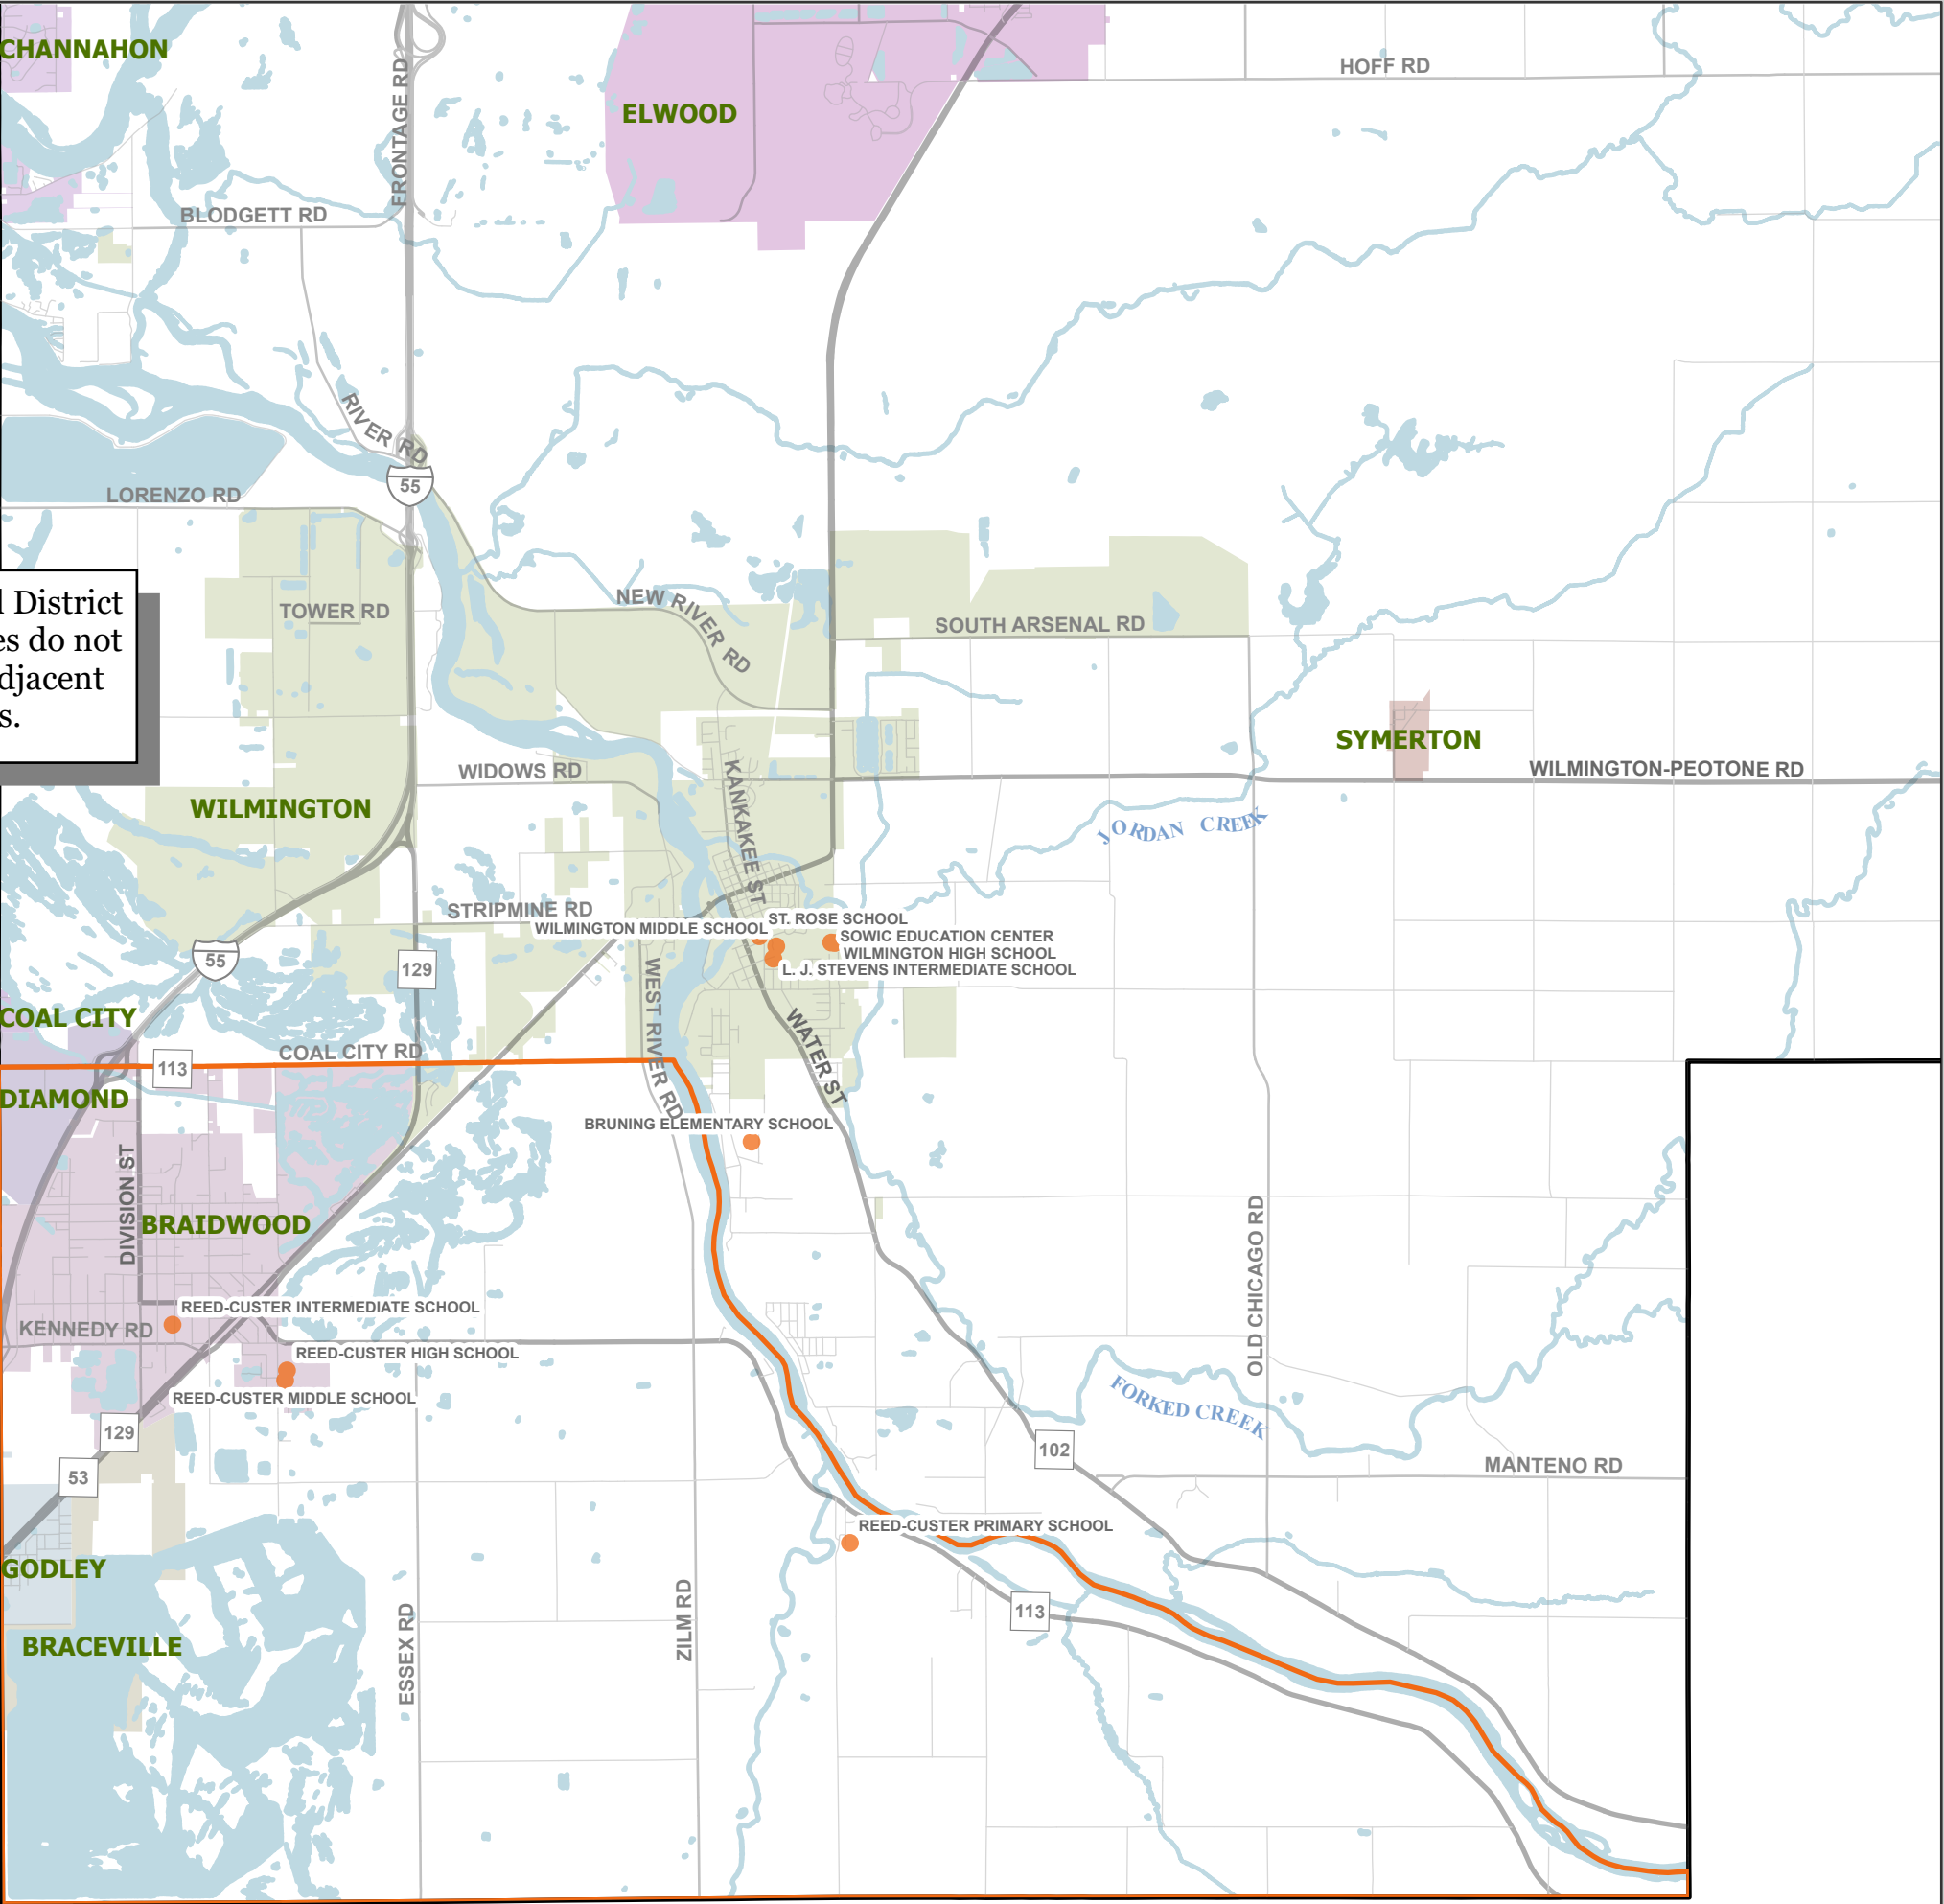 CHANNAHON
FRONTAGE RD
HOFF RD
ELWOOD
BLODGETT RD
RIVER RD
55
LORENZO RD
District
es do not
djacent
s.
TOWER RD
NEW RIVER RD
SOUTH ARSENAL RD
SYMERTON
WIDOWS RD
KANKAKEE ST
WILMINGTON-PEOTONE RD
WILMINGTON
JORDAN CREEK
STRIPMINE RD
ST. ROSE SCHOOL
WILMINGTON MIDDLE SCHOOL
SOWIC EDUCATION CENTER
WILMINGTON HIGH SCHOOL
L. J. STEVENS INTERMEDIATE SCHOOL
55
129
WEST RIVER RD
COAL CITY
WATER ST
COAL CITY RD
113
DIAMOND
BRUNING ELEMENTARY SCHOOL
DIVISION ST
BRAIDWOOD
OLD CHICAGO RD
REED-CUSTER INTERMEDIATE SCHOOL
KENNEDY RD
REED-CUSTER HIGH SCHOOL
REED-CUSTER MIDDLE SCHOOL
FORKED CREEK
129
102
53
MANTENO RD
REED-CUSTER PRIMARY SCHOOL
GODLEY
113
ESSEX RD
ZILM RD
BRACEVILLE